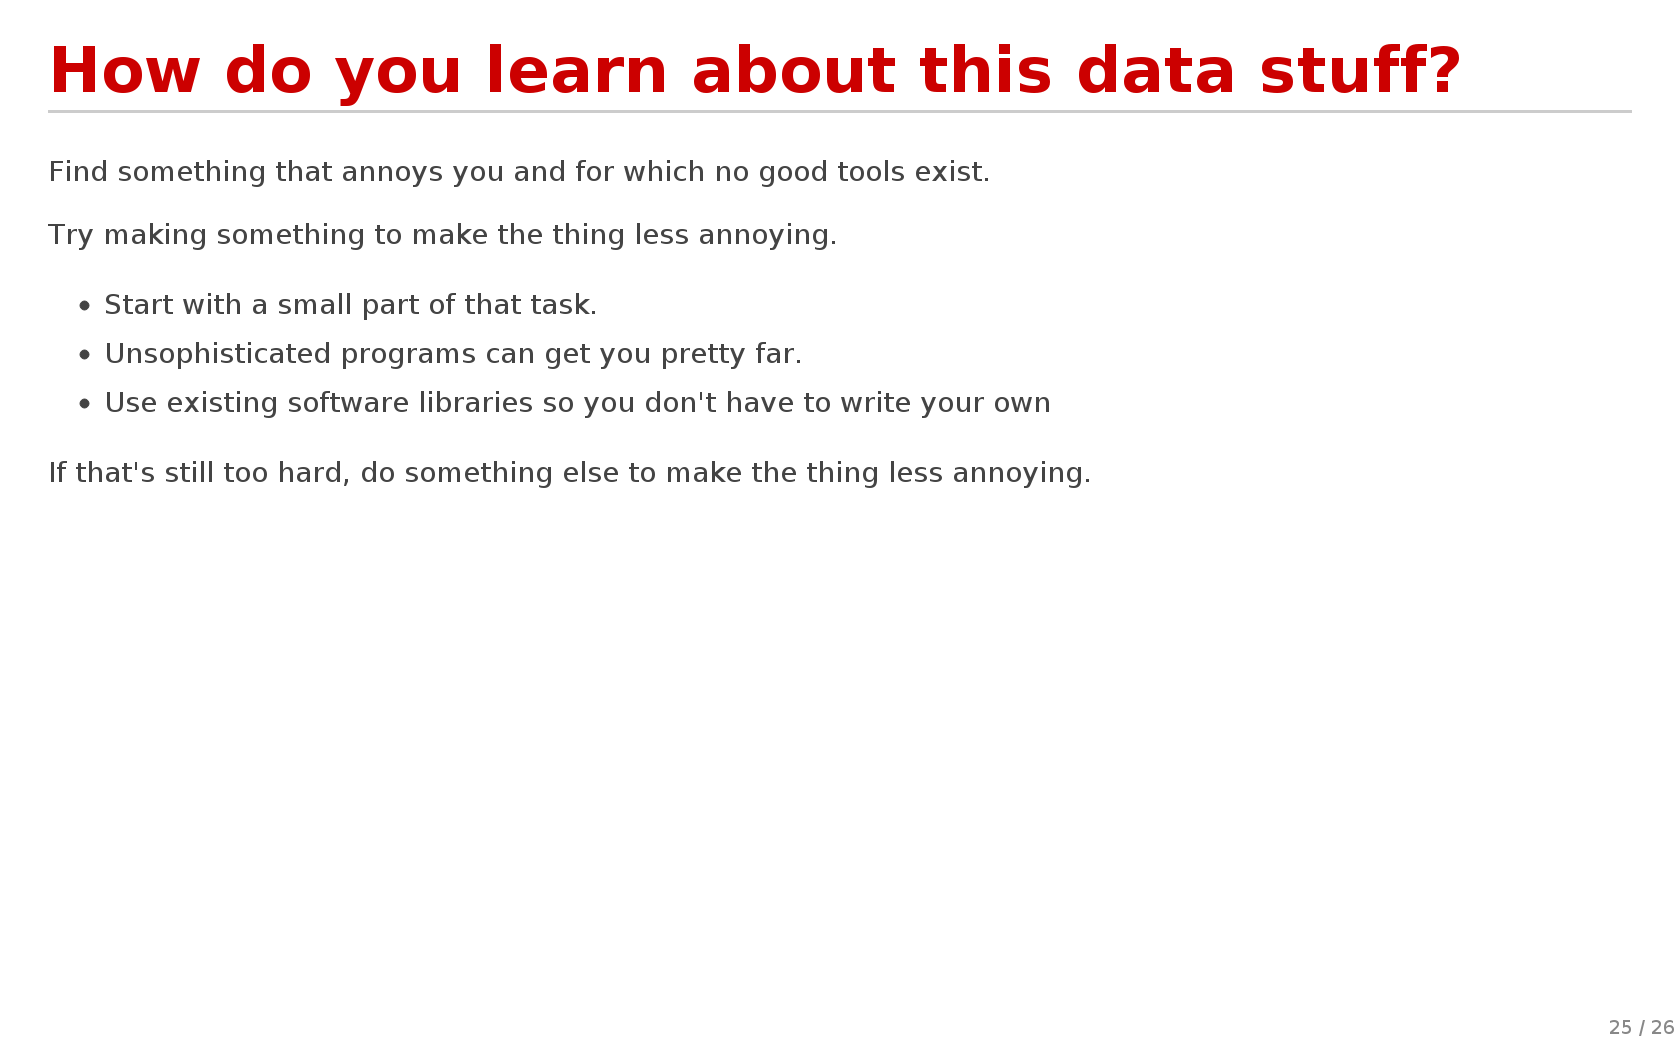 How do you learn about this data stuff?
Find something that annoys you and for which no good tools exist.
Try making something to make the thing less annoying.
• Start with a small part of that task.
• Unsophisticated programs can get you pretty far.
• Use existing software libraries so you don't have to write your own
If that's still too hard, do something else to make the thing less annoying.
25 / 26